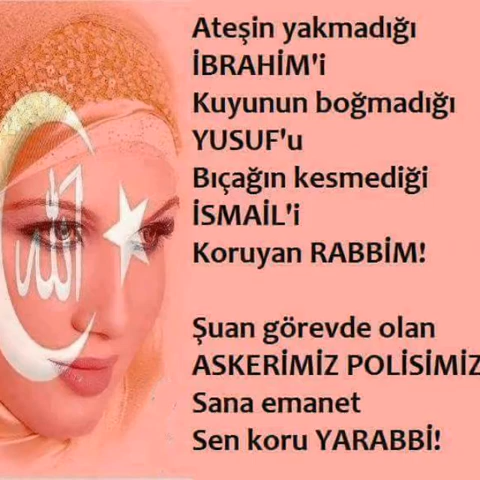 الله
Ateşin yakmadığı
İBRAHİM'i
Kuyunun boğmadığı
YUSUF'u
Bıçağın kesmediği
İSMAİL'i
Koruyan RABBİM!
Şuan görevde olan
ASKERİMİZ POLİSİMİZ
Sana emanet
Sen koru YARABBİ!